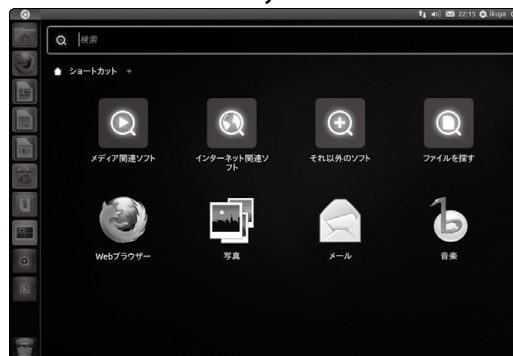 22:15 ikuya
検索
ショートカット
メディア関連ソフト
インターネット関連ソ
フト
それ以外のソフト
ファイルを探す
Webブラウザー
写真
メール
音楽